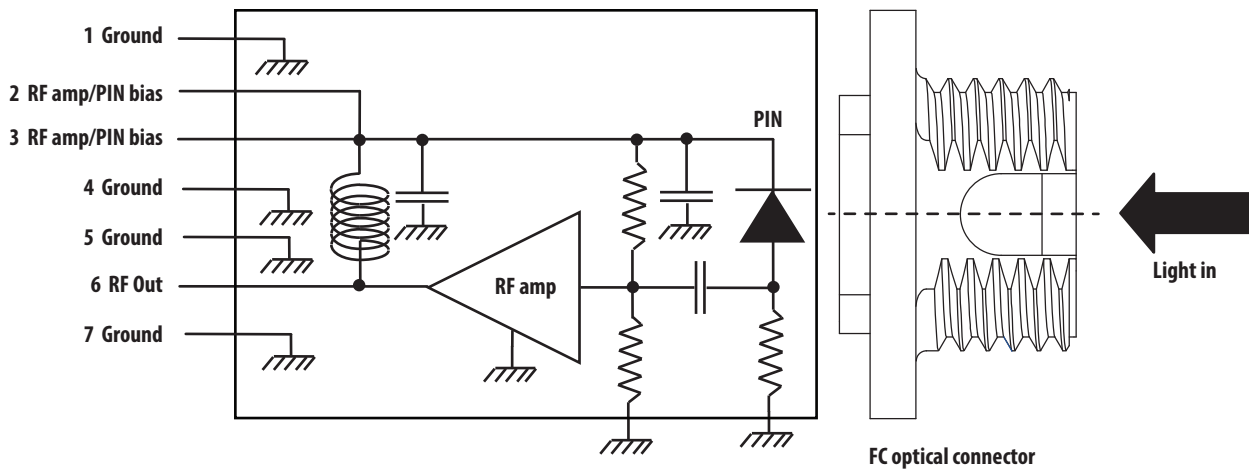 1 Ground
2 RF amp/PIN bias
3 RF amp/PIN bias
4 Ground
5 Ground
6 RF Out
7 Ground
PIN
RF amp
Light in
FC optical connector